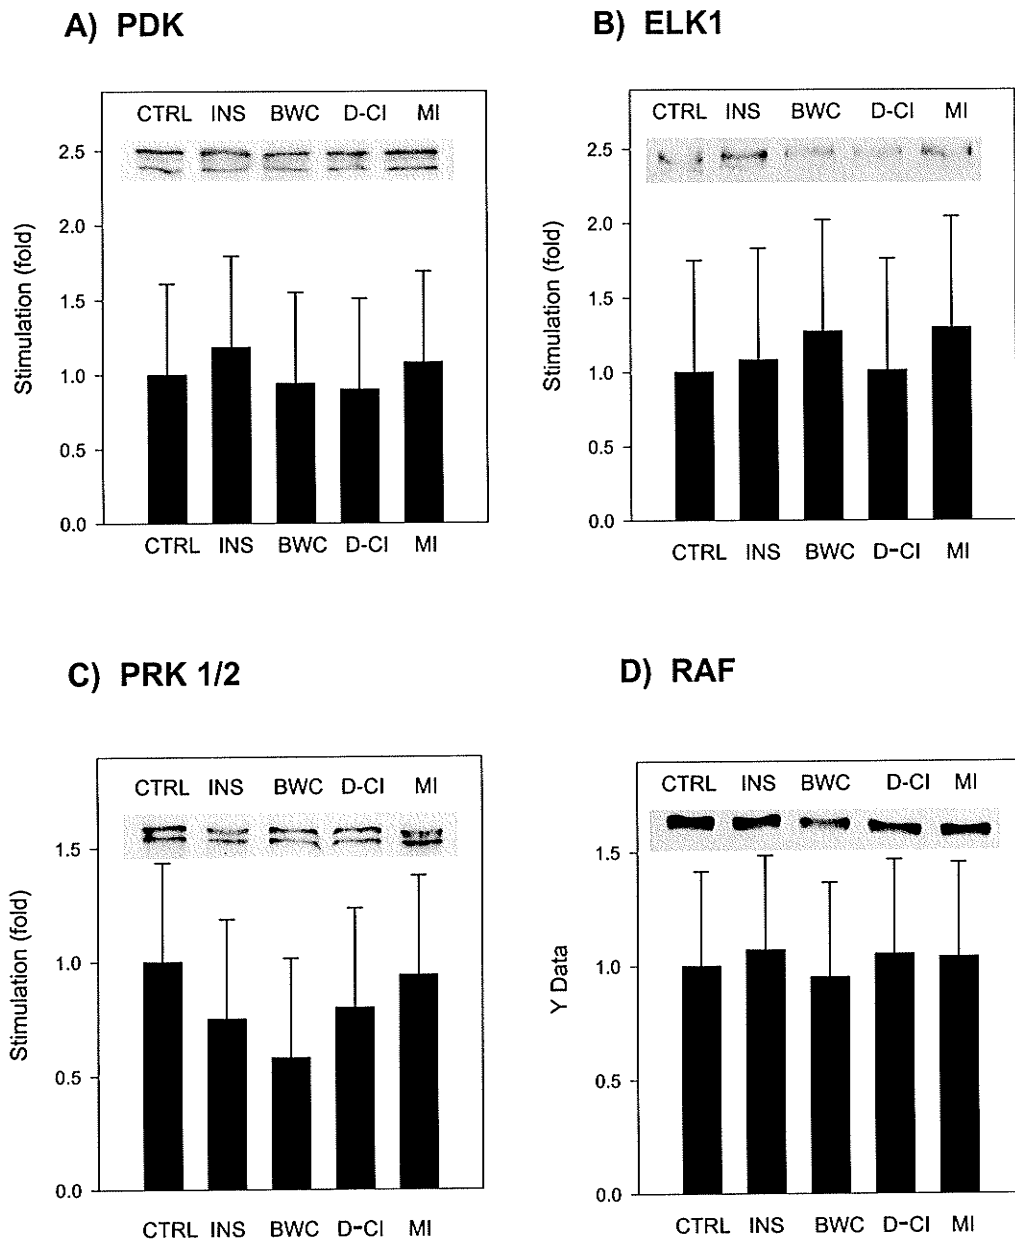 A) PDK
CTRL INS BWC D-CI MI
2.5
2.0
1.5
1.0
0.5
0.0
Stimulation (fold)
CTRL INS BWC D-CI MI
B) ELK1
CTRL INS BWC D-CI MI
2.5
2.0
1.5
1.0
0.5
0.0
Stimulation (fold)
CTRL INS BWC D-CI MI
C) PRK 1/2
CTRL INS BWC D-CI MI
1.5
1.0
0.5
0.0
Stimulation (fold)
CTRL INS BWC D-CI MI
D) RAF
CTRL INS BWC D-CI MI
1.5
1.0
0.5
0.0
Y Data
CTRL INS BWC D-CI MI